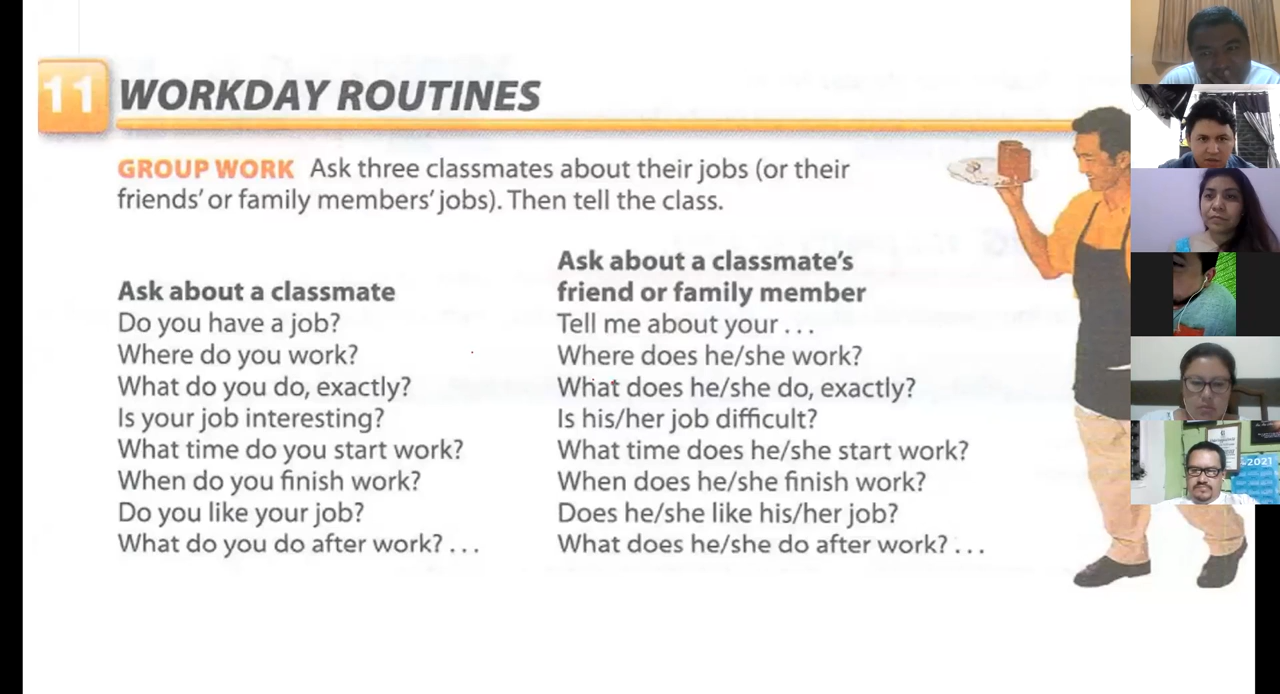 11 WORKDAY ROUTINES
GROUP WORK Ask three classmates about their jobs (or their
friends' or family members' jobs). Then tell the class.
Ask about a classmate
Do you have a job?
Where do you work?
What do you do, exactly?
Is your job interesting?
What time do you start work?
When do you finish work?
Do you like your job?
What do you do after work? . . .
Ask about a classmate's
friend or family member
Tell me about your . . .
Where does he/she work?
What does he/she do, exactly?
Is his/her job difficult?
What time does he/she start work?
When does he/she finish work?
Does he/she like his/her job?
What does he/she do after work? . . .
2021